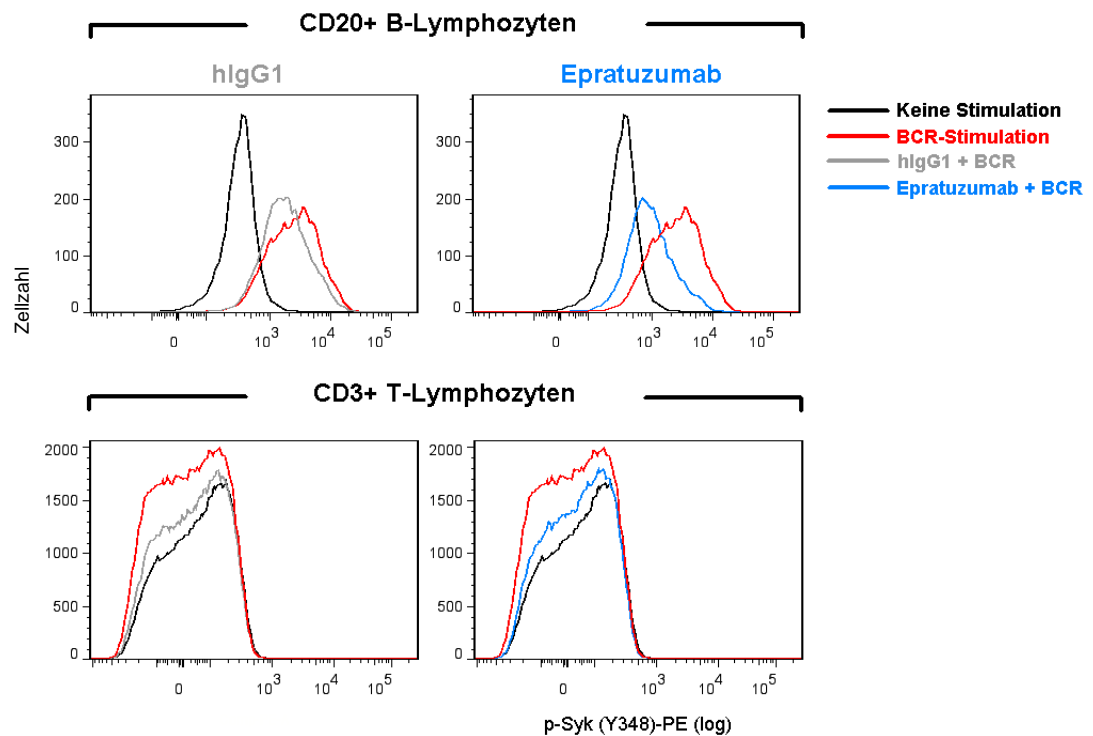 CD20+ B-Lymphozyten
hIgG1
Epratuzumab
Keine Stimulation
BCR-Stimulation
hIgG1 + BCR
Epratuzumab + BCR
300
200
100
0
0 10³ 10⁴ 10⁵
300
200
100
0
0 10³ 10⁴ 10⁵
Zellzahl
CD3+ T-Lymphozyten
2000
1500
1000
500
0
0 10³ 10⁴ 10⁵
2000
1500
1000
500
0
0 10³ 10⁴ 10⁵
p-Syk (Y348)-PE (log)